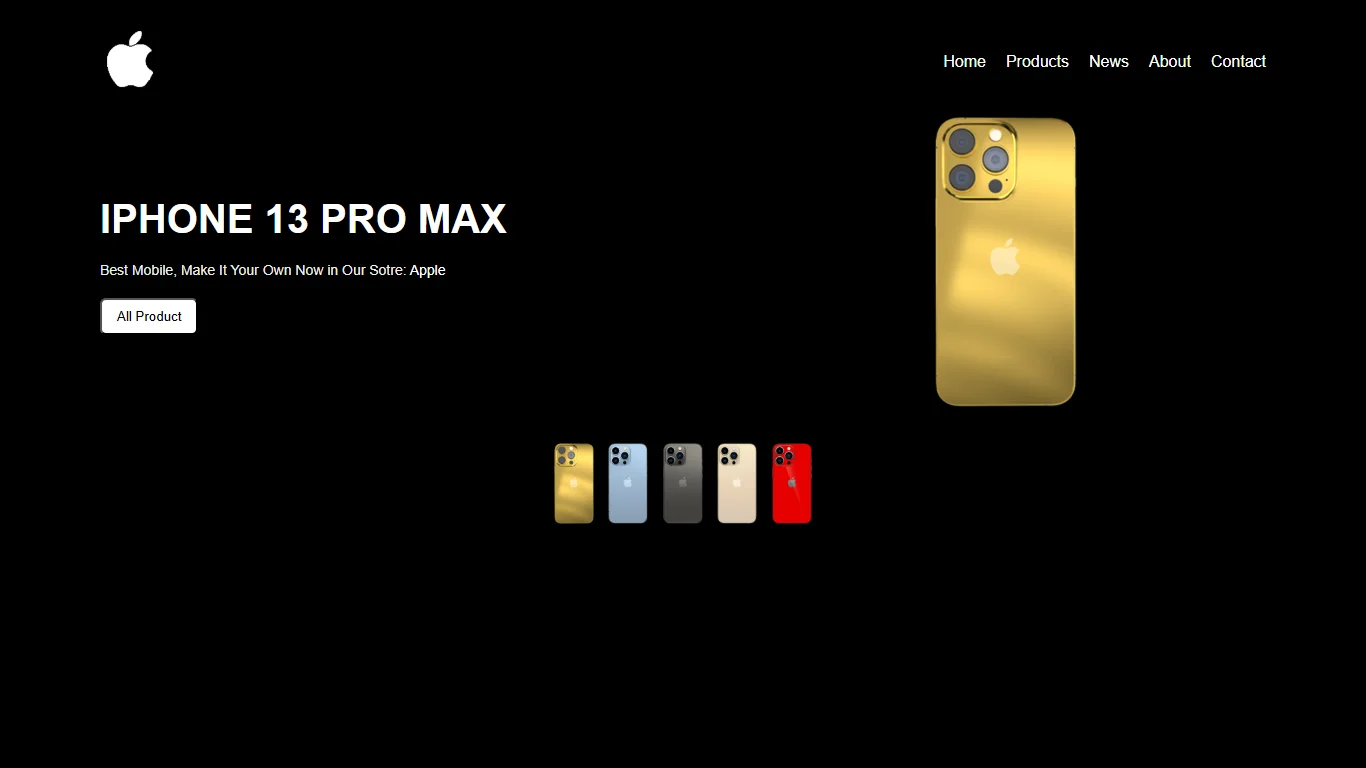 Home Products News About Contact
IPHONE 13 PRO MAX
Best Mobile, Make It Your Own Now in Our Sotre: Apple
All Product